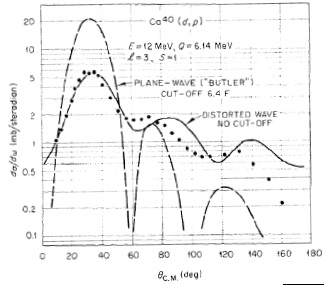 Ca⁴⁰ (d,p)
E = 12 MeV, Q = 6.14 MeV
ℓ = 3, S = 1
PLANE-WAVE ("BUTLER")
CUT-OFF 6.4 F
DISTORTED WAVE
NO CUT-OFF
dσ/dω (mb/steradian)
20
10
5
2
1
0.5
0.2
0.1
0 20 40 60 80 100 120 140 160 180
θC.M. (deg)